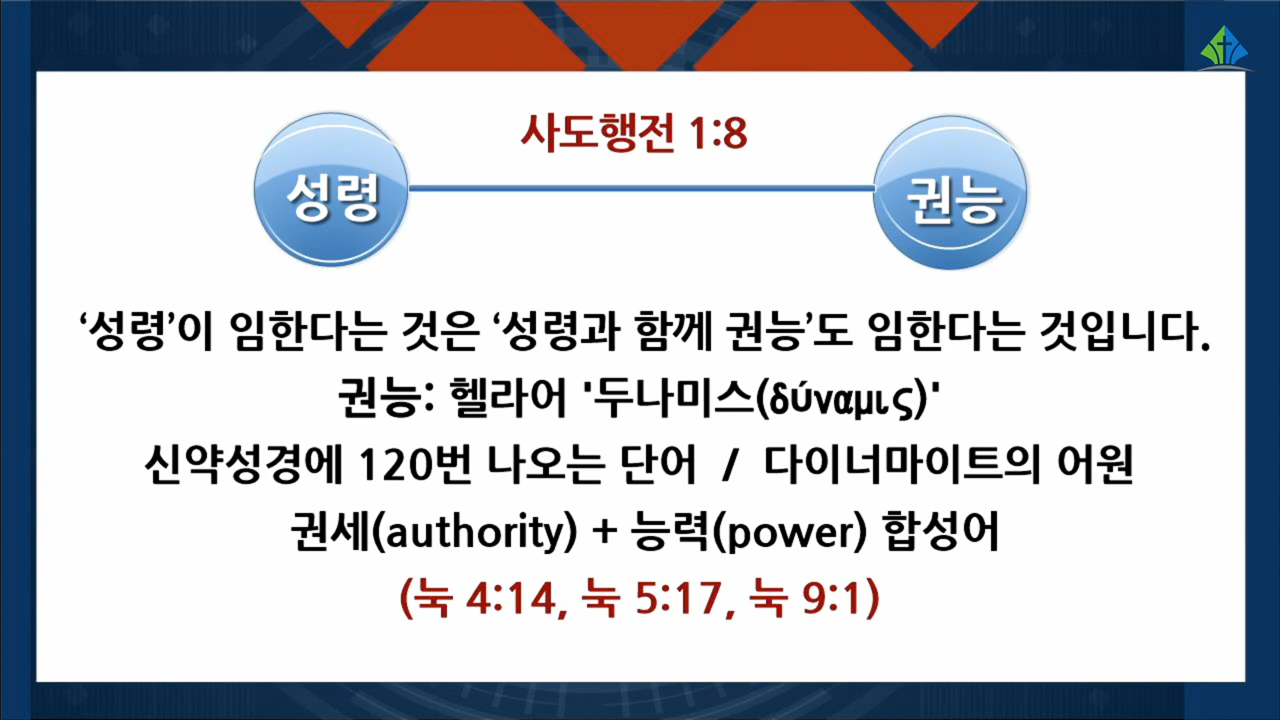 사도행전 1:8
성령
권능
‘성령’이 임한다는 것은 ‘성령과 함께 권능’도 임한다는 것입니다.
권능: 헬라어 '두나미스(δύναμις)'
신약성경에 120번 나오는 단어 / 다이너마이트의 어원
권세(authority) + 능력(power) 합성어
(눅 4:14, 눅 5:17, 눅 9:1)